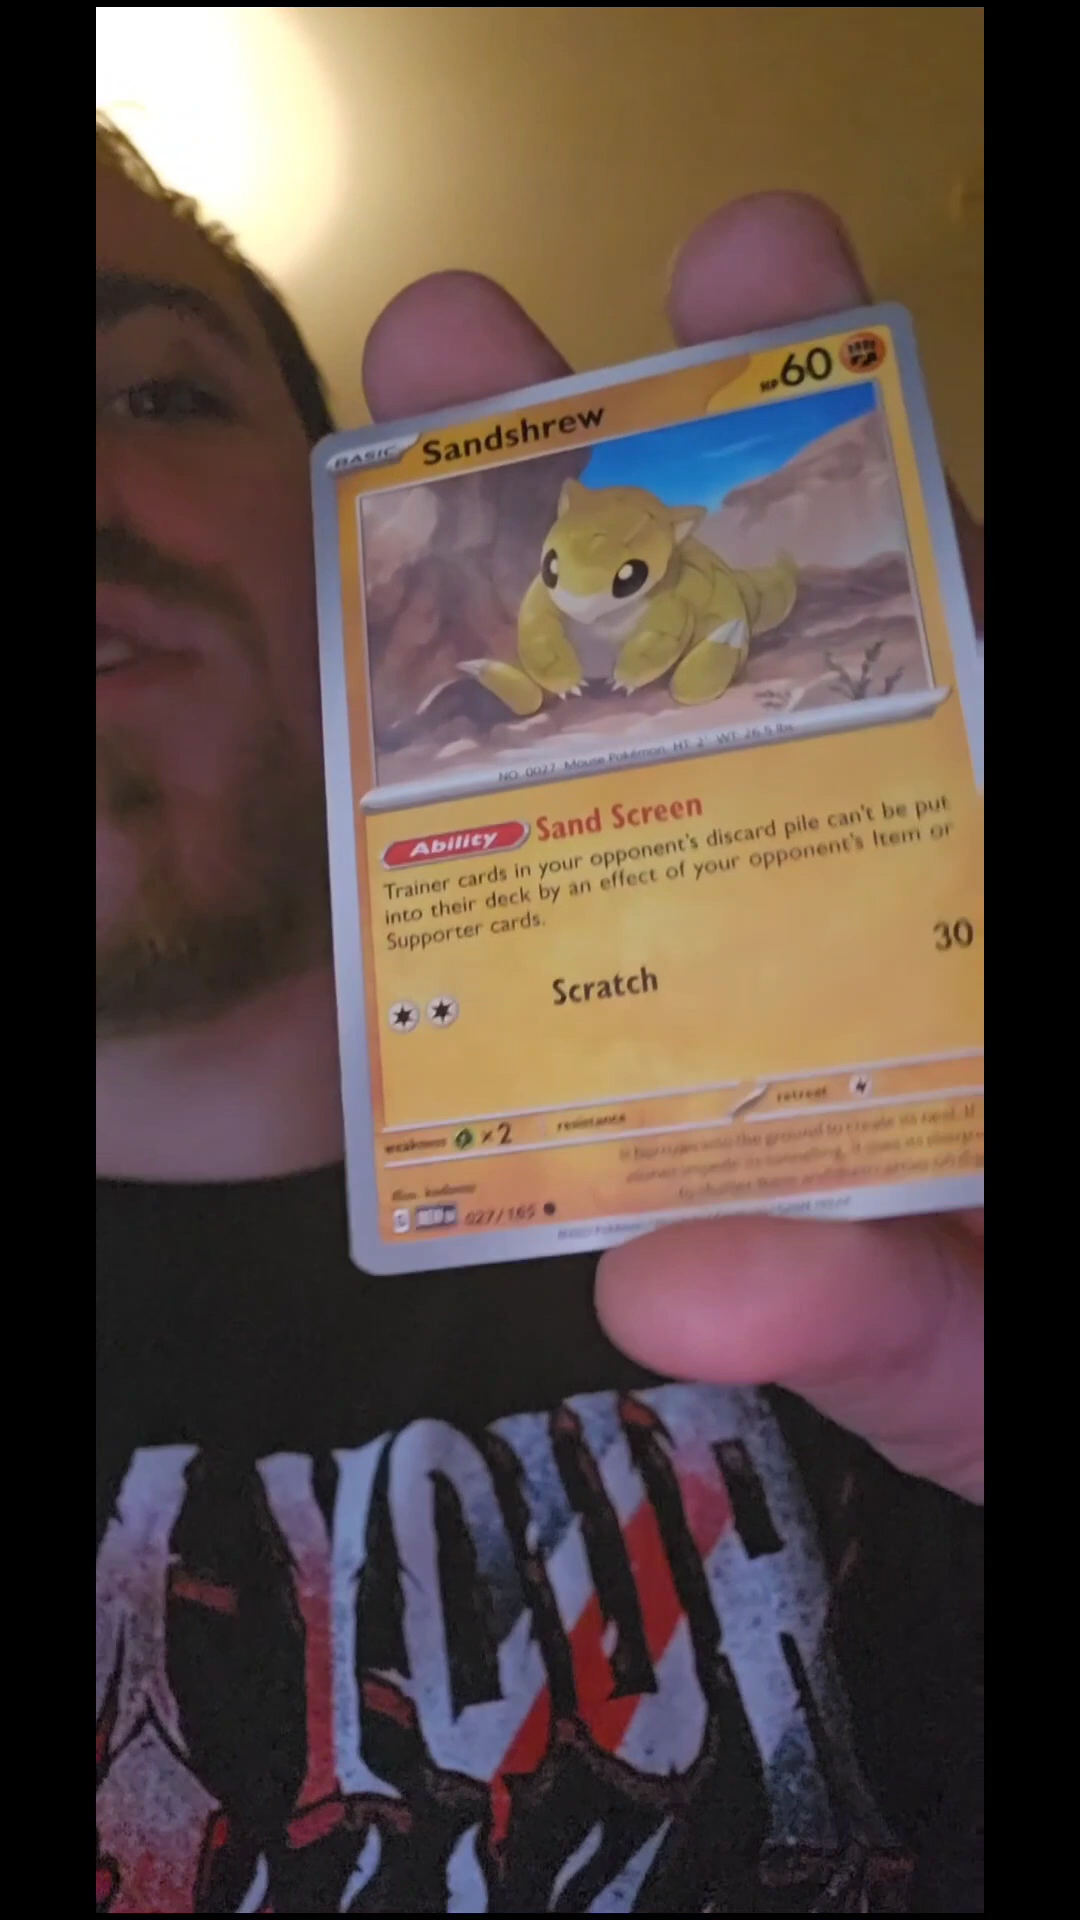 BASIC Sandshrew HP60
NO. 0027 Mouse Pokémon HT: 2' WT: 26.5 lbs.
Ability Sand Screen
Trainer cards in your opponent's discard pile can't be put
into their deck by an effect of your opponent's Item or
Supporter cards.
Scratch 30
weakness ×2 resistance retreat
027/165
YOUR